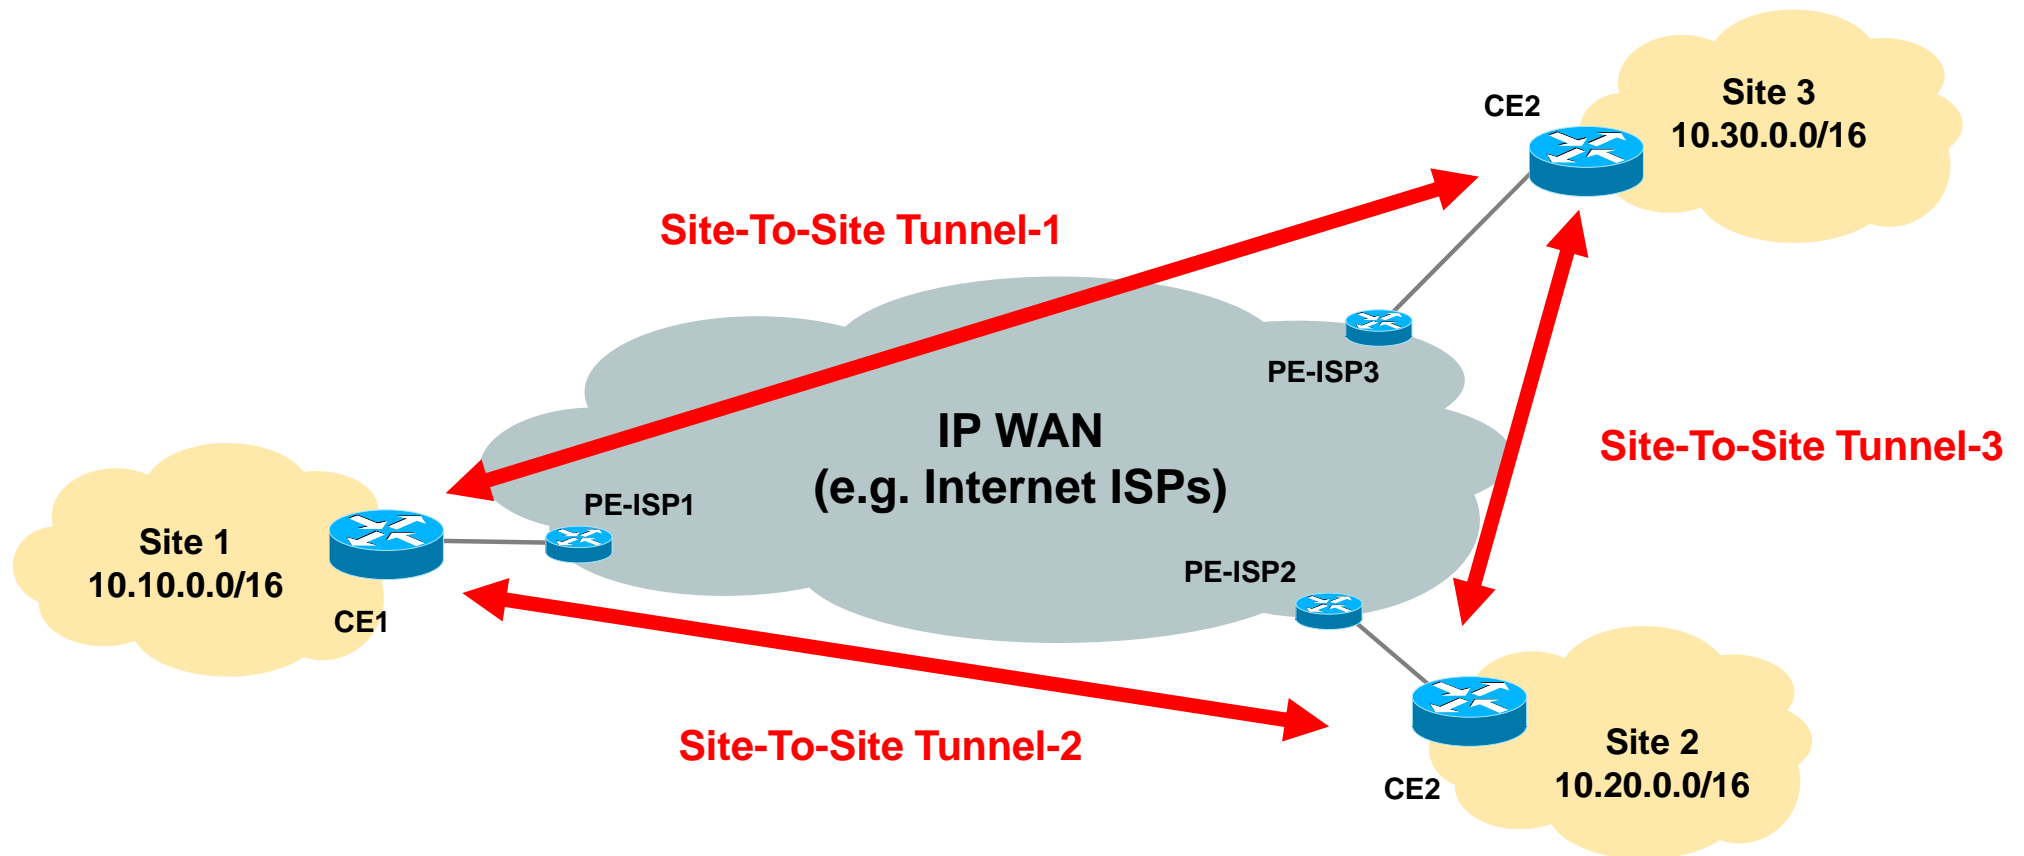 Site 3
10.30.0.0/16
CE2
Site-To-Site Tunnel-1
PE-ISP3
IP WAN
(e.g. Internet ISPs)
Site-To-Site Tunnel-3
PE-ISP1
Site 1
10.10.0.0/16
CE1
PE-ISP2
Site-To-Site Tunnel-2
Site 2
10.20.0.0/16
CE2